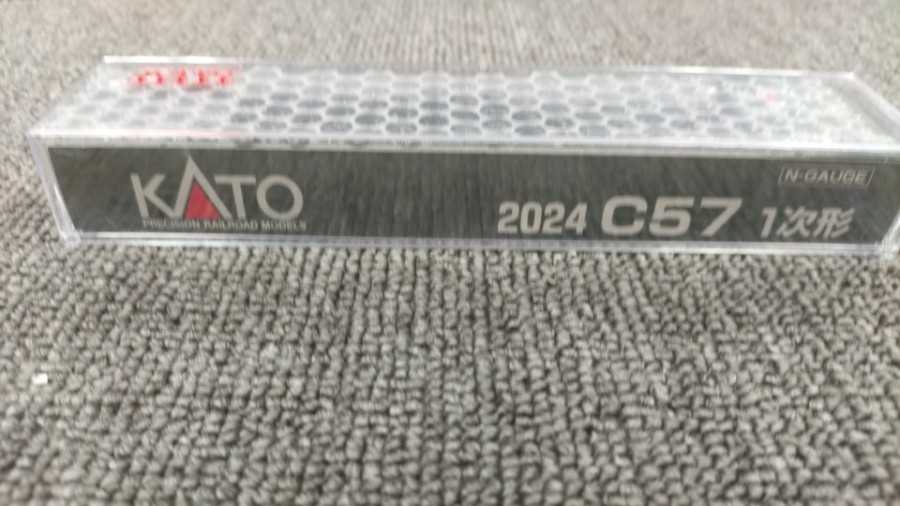 KATO
PRECISION RAILROAD MODELS
N-GAUGE
2024 C57 1次形